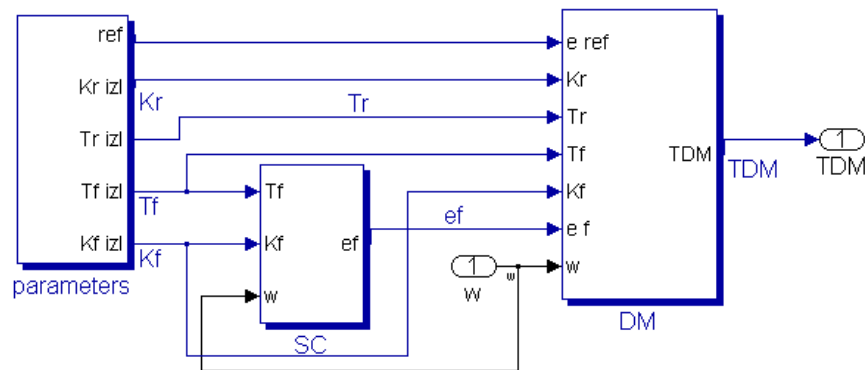 ref
Kr izl
Tr izl
Tf izl
Kf izl
parameters
Kr
Tr
Tf
Kf
Tf
Kf
w
ef
SC
ef
1
w
w
e ref
Kr
Tr
Tf
Kf
e f
w
TDM
DM
TDM
1
TDM